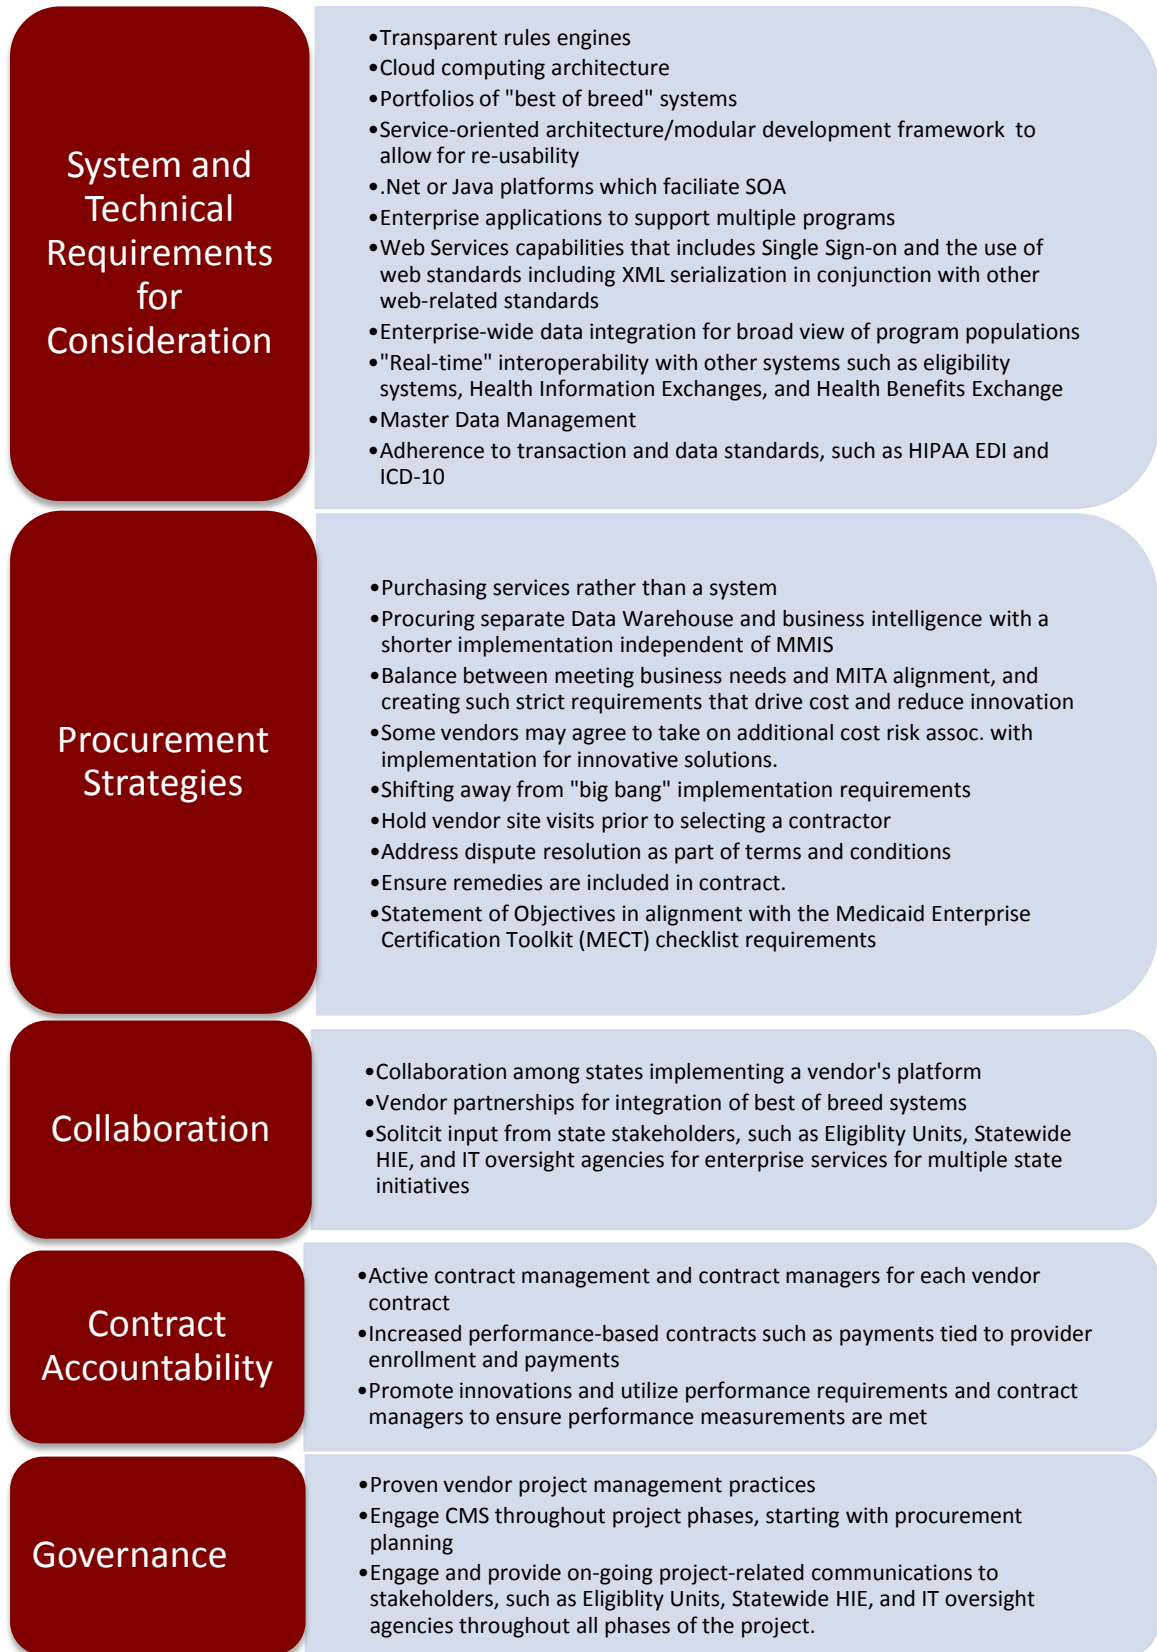 System and
Technical
Requirements
for
Consideration
•Transparent rules engines
•Cloud computing architecture
•Portfolios of "best of breed" systems
•Service-oriented architecture/modular development framework to
allow for re-usability
•.Net or Java platforms which faciliate SOA
•Enterprise applications to support multiple programs
•Web Services capabilities that includes Single Sign-on and the use of
web standards including XML serialization in conjunction with other
web-related standards
•Enterprise-wide data integration for broad view of program populations
•"Real-time" interoperability with other systems such as eligibility
systems, Health Information Exchanges, and Health Benefits Exchange
•Master Data Management
•Adherence to transaction and data standards, such as HIPAA EDI and
ICD-10
Procurement
Strategies
•Purchasing services rather than a system
•Procuring separate Data Warehouse and business intelligence with a
shorter implementation independent of MMIS
•Balance between meeting business needs and MITA alignment, and
creating such strict requirements that drive cost and reduce innovation
•Some vendors may agree to take on additional cost risk assoc. with
implementation for innovative solutions.
•Shifting away from "big bang" implementation requirements
•Hold vendor site visits prior to selecting a contractor
•Address dispute resolution as part of terms and conditions
•Ensure remedies are included in contract.
•Statement of Objectives in alignment with the Medicaid Enterprise
Certification Toolkit (MECT) checklist requirements
Collaboration
•Collaboration among states implementing a vendor's platform
•Vendor partnerships for integration of best of breed systems
•Solitcit input from state stakeholders, such as Eligiblity Units, Statewide
HIE, and IT oversight agencies for enterprise services for multiple state
initiatives
Contract
Accountability
•Active contract management and contract managers for each vendor
contract
•Increased performance-based contracts such as payments tied to provider
enrollment and payments
•Promote innovations and utilize performance requirements and contract
managers to ensure performance measurements are met
Governance
•Proven vendor project management practices
•Engage CMS throughout project phases, starting with procurement
planning
•Engage and provide on-going project-related communications to
stakeholders, such as Eligiblity Units, Statewide HIE, and IT oversight
agencies throughout all phases of the project.